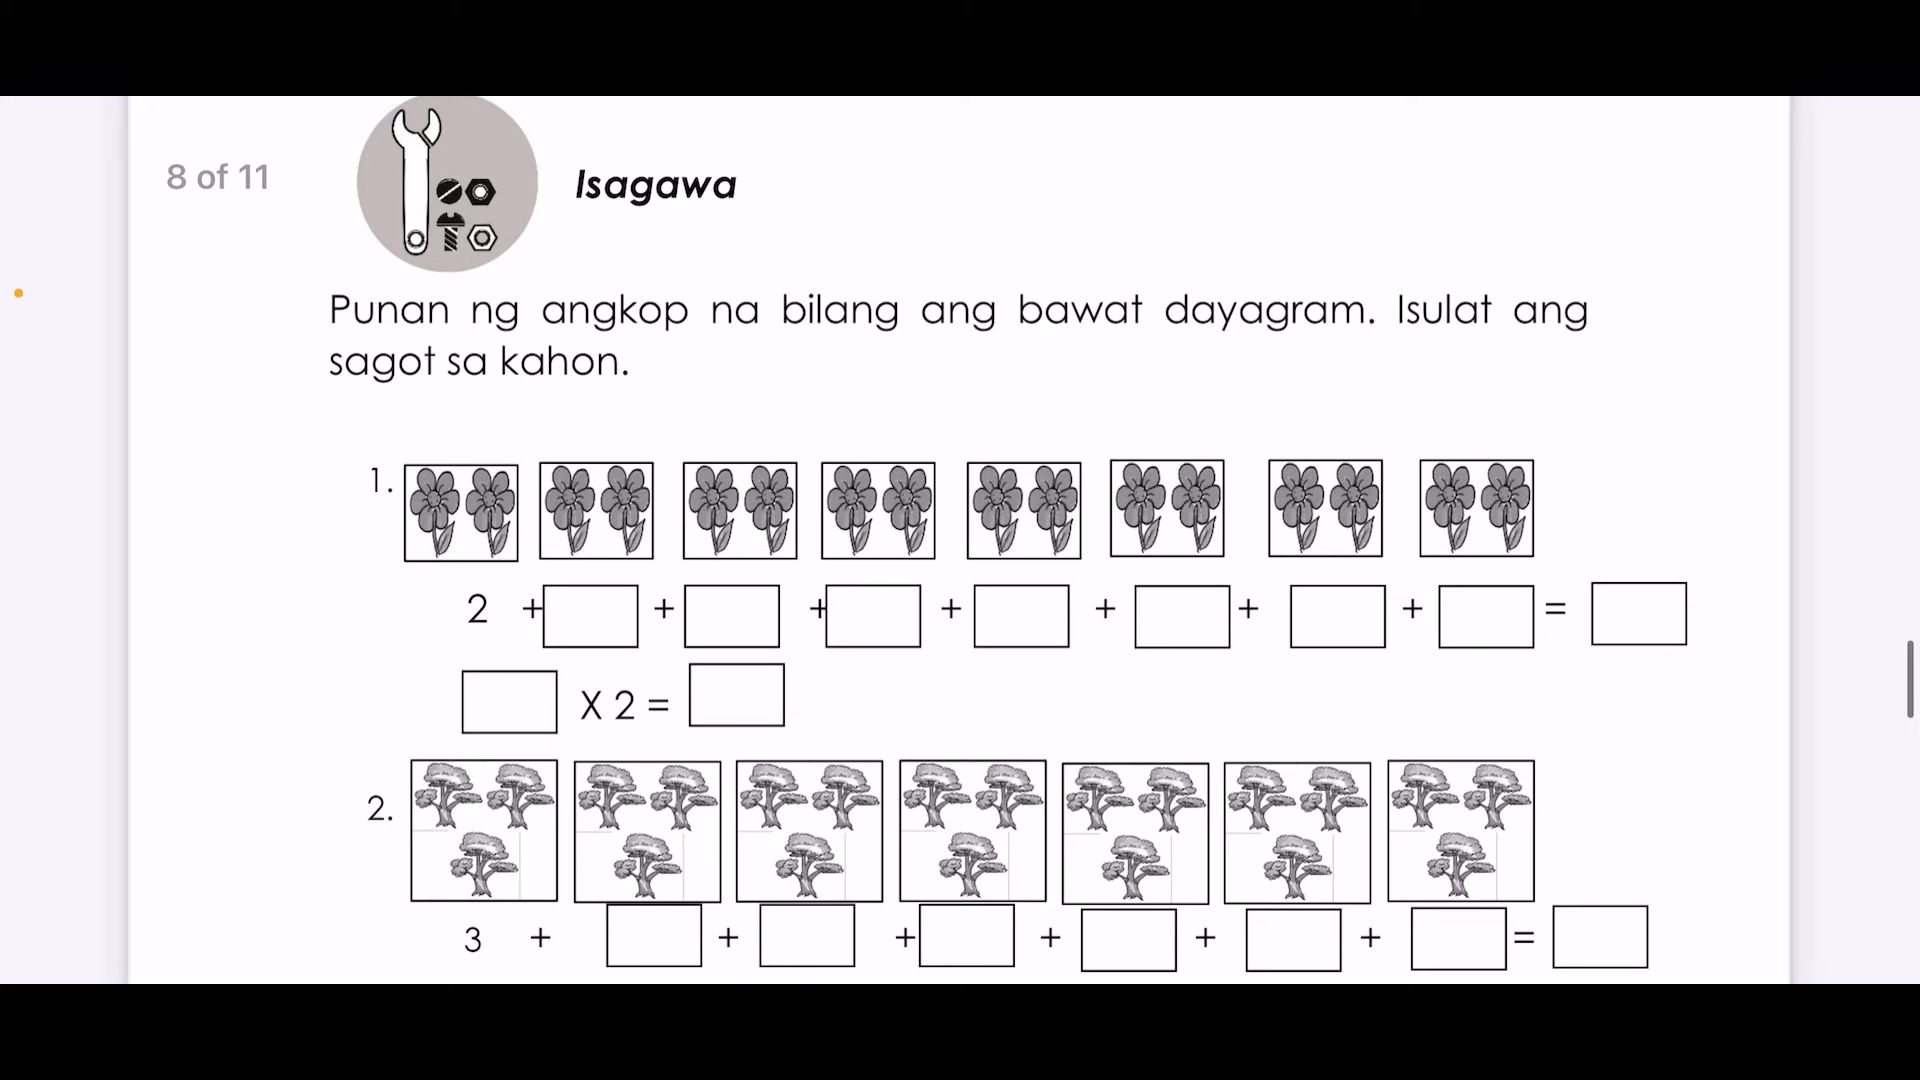 8 of 11
Isagawa
Punan ng angkop na bilang ang bawat dayagram. Isulat ang
sagot sa kahon.
1.
2 + + + + + + + =
X 2 =
2.
3 + + + + + + =